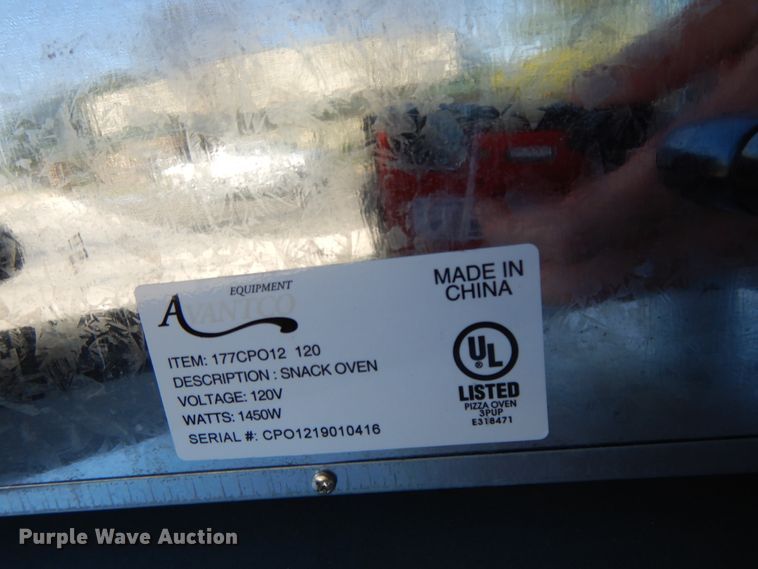 AVANTCO
EQUIPMENT
MADE IN
CHINA
ITEM: 177CPO12 120
DESCRIPTION : SNACK OVEN
VOLTAGE: 120V
WATTS: 1450W
SERIAL #: CPO1219010416
UL
LISTED
PIZZA OVEN
3PUP
E318471
Purple Wave Auction